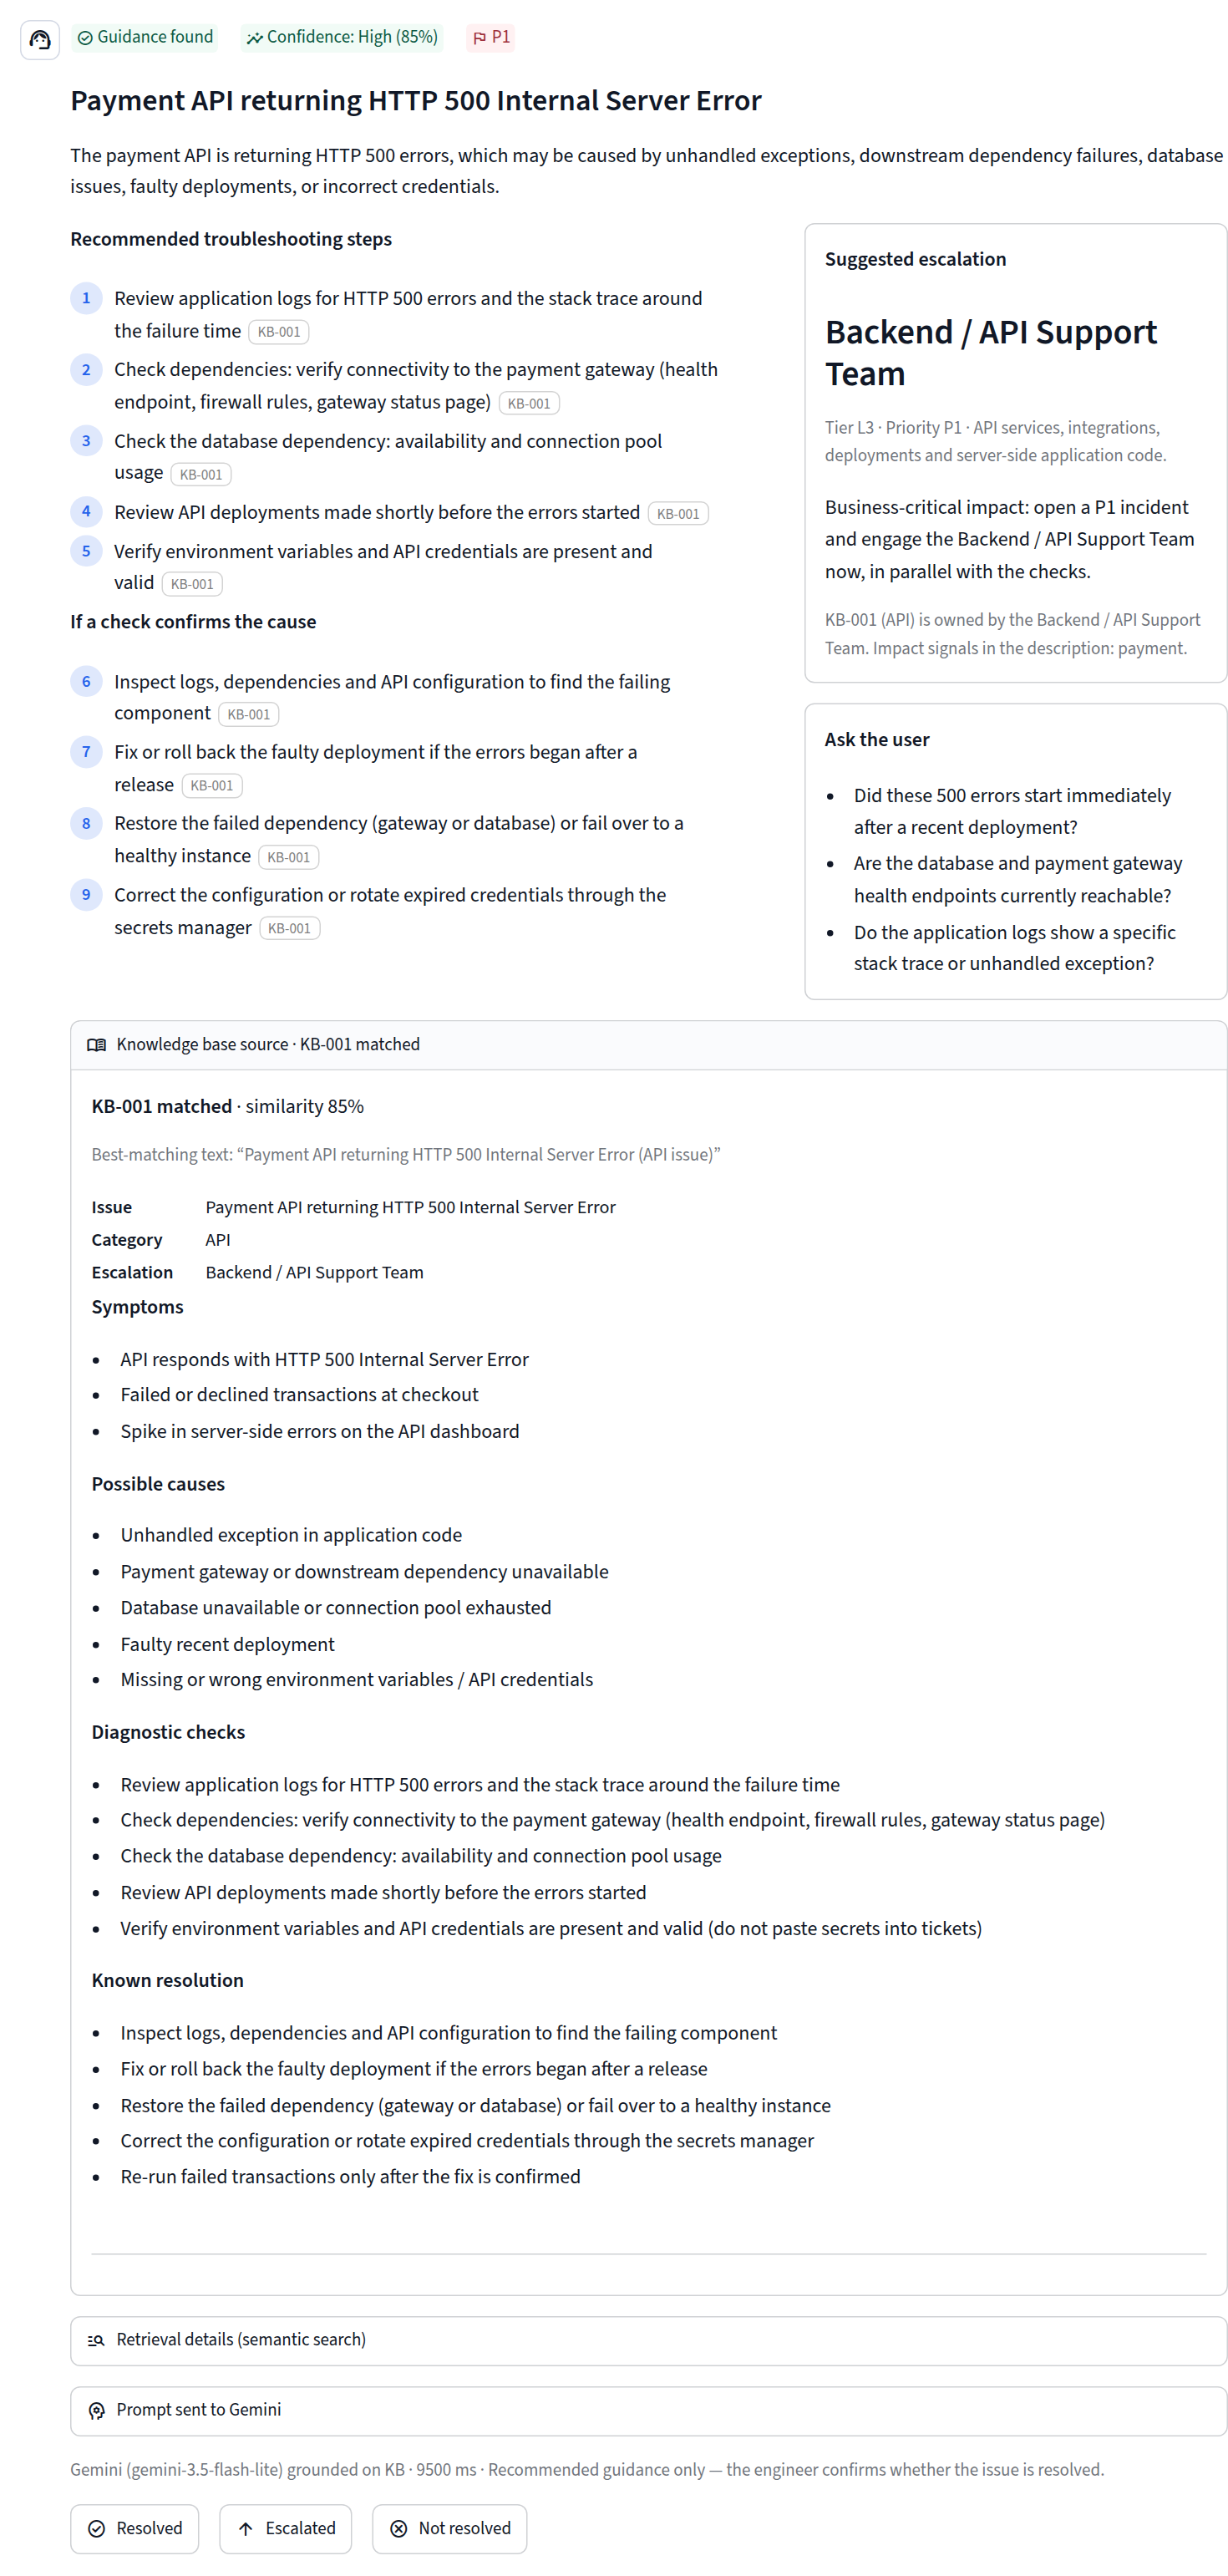 Guidance found
Confidence: High (85%)
P1
Payment API returning HTTP 500 Internal Server Error
The payment API is returning HTTP 500 errors, which may be caused by unhandled exceptions, downstream dependency failures, database
issues, faulty deployments, or incorrect credentials.
Recommended troubleshooting steps
1 Review application logs for HTTP 500 errors and the stack trace around
the failure time KB-001
2 Check dependencies: verify connectivity to the payment gateway (health
endpoint, firewall rules, gateway status page) KB-001
3 Check the database dependency: availability and connection pool
usage KB-001
4 Review API deployments made shortly before the errors started KB-001
5 Verify environment variables and API credentials are present and
valid KB-001
If a check confirms the cause
6 Inspect logs, dependencies and API configuration to find the failing
component KB-001
7 Fix or roll back the faulty deployment if the errors began after a
release KB-001
8 Restore the failed dependency (gateway or database) or fail over to a
healthy instance KB-001
9 Correct the configuration or rotate expired credentials through the
secrets manager KB-001
Suggested escalation
Backend / API Support
Team
Tier L3 · Priority P1 · API services, integrations,
deployments and server-side application code.
Business-critical impact: open a P1 incident
and engage the Backend / API Support Team
now, in parallel with the checks.
KB-001 (API) is owned by the Backend / API Support
Team. Impact signals in the description: payment.
Ask the user
• Did these 500 errors start immediately
after a recent deployment?
• Are the database and payment gateway
health endpoints currently reachable?
• Do the application logs show a specific
stack trace or unhandled exception?
Knowledge base source · KB-001 matched
KB-001 matched · similarity 85%
Best-matching text: “Payment API returning HTTP 500 Internal Server Error (API issue)”
Issue Payment API returning HTTP 500 Internal Server Error
Category API
Escalation Backend / API Support Team
Symptoms
• API responds with HTTP 500 Internal Server Error
• Failed or declined transactions at checkout
• Spike in server-side errors on the API dashboard
Possible causes
• Unhandled exception in application code
• Payment gateway or downstream dependency unavailable
• Database unavailable or connection pool exhausted
• Faulty recent deployment
• Missing or wrong environment variables / API credentials
Diagnostic checks
• Review application logs for HTTP 500 errors and the stack trace around the failure time
• Check dependencies: verify connectivity to the payment gateway (health endpoint, firewall rules, gateway status page)
• Check the database dependency: availability and connection pool usage
• Review API deployments made shortly before the errors started
• Verify environment variables and API credentials are present and valid (do not paste secrets into tickets)
Known resolution
• Inspect logs, dependencies and API configuration to find the failing component
• Fix or roll back the faulty deployment if the errors began after a release
• Restore the failed dependency (gateway or database) or fail over to a healthy instance
• Correct the configuration or rotate expired credentials through the secrets manager
• Re-run failed transactions only after the fix is confirmed
Retrieval details (semantic search)
Prompt sent to Gemini
Gemini (gemini-3.5-flash-lite) grounded on KB · 9500 ms · Recommended guidance only — the engineer confirms whether the issue is resolved.
Resolved
Escalated
Not resolved